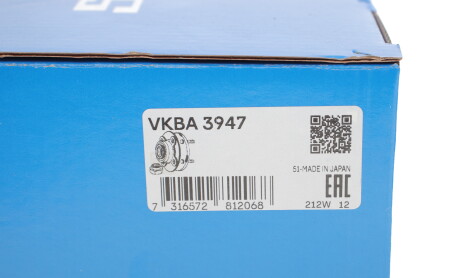 VKBA 3947
51-MADE IN JAPAN
EAC
7 316572 812068
212W 12